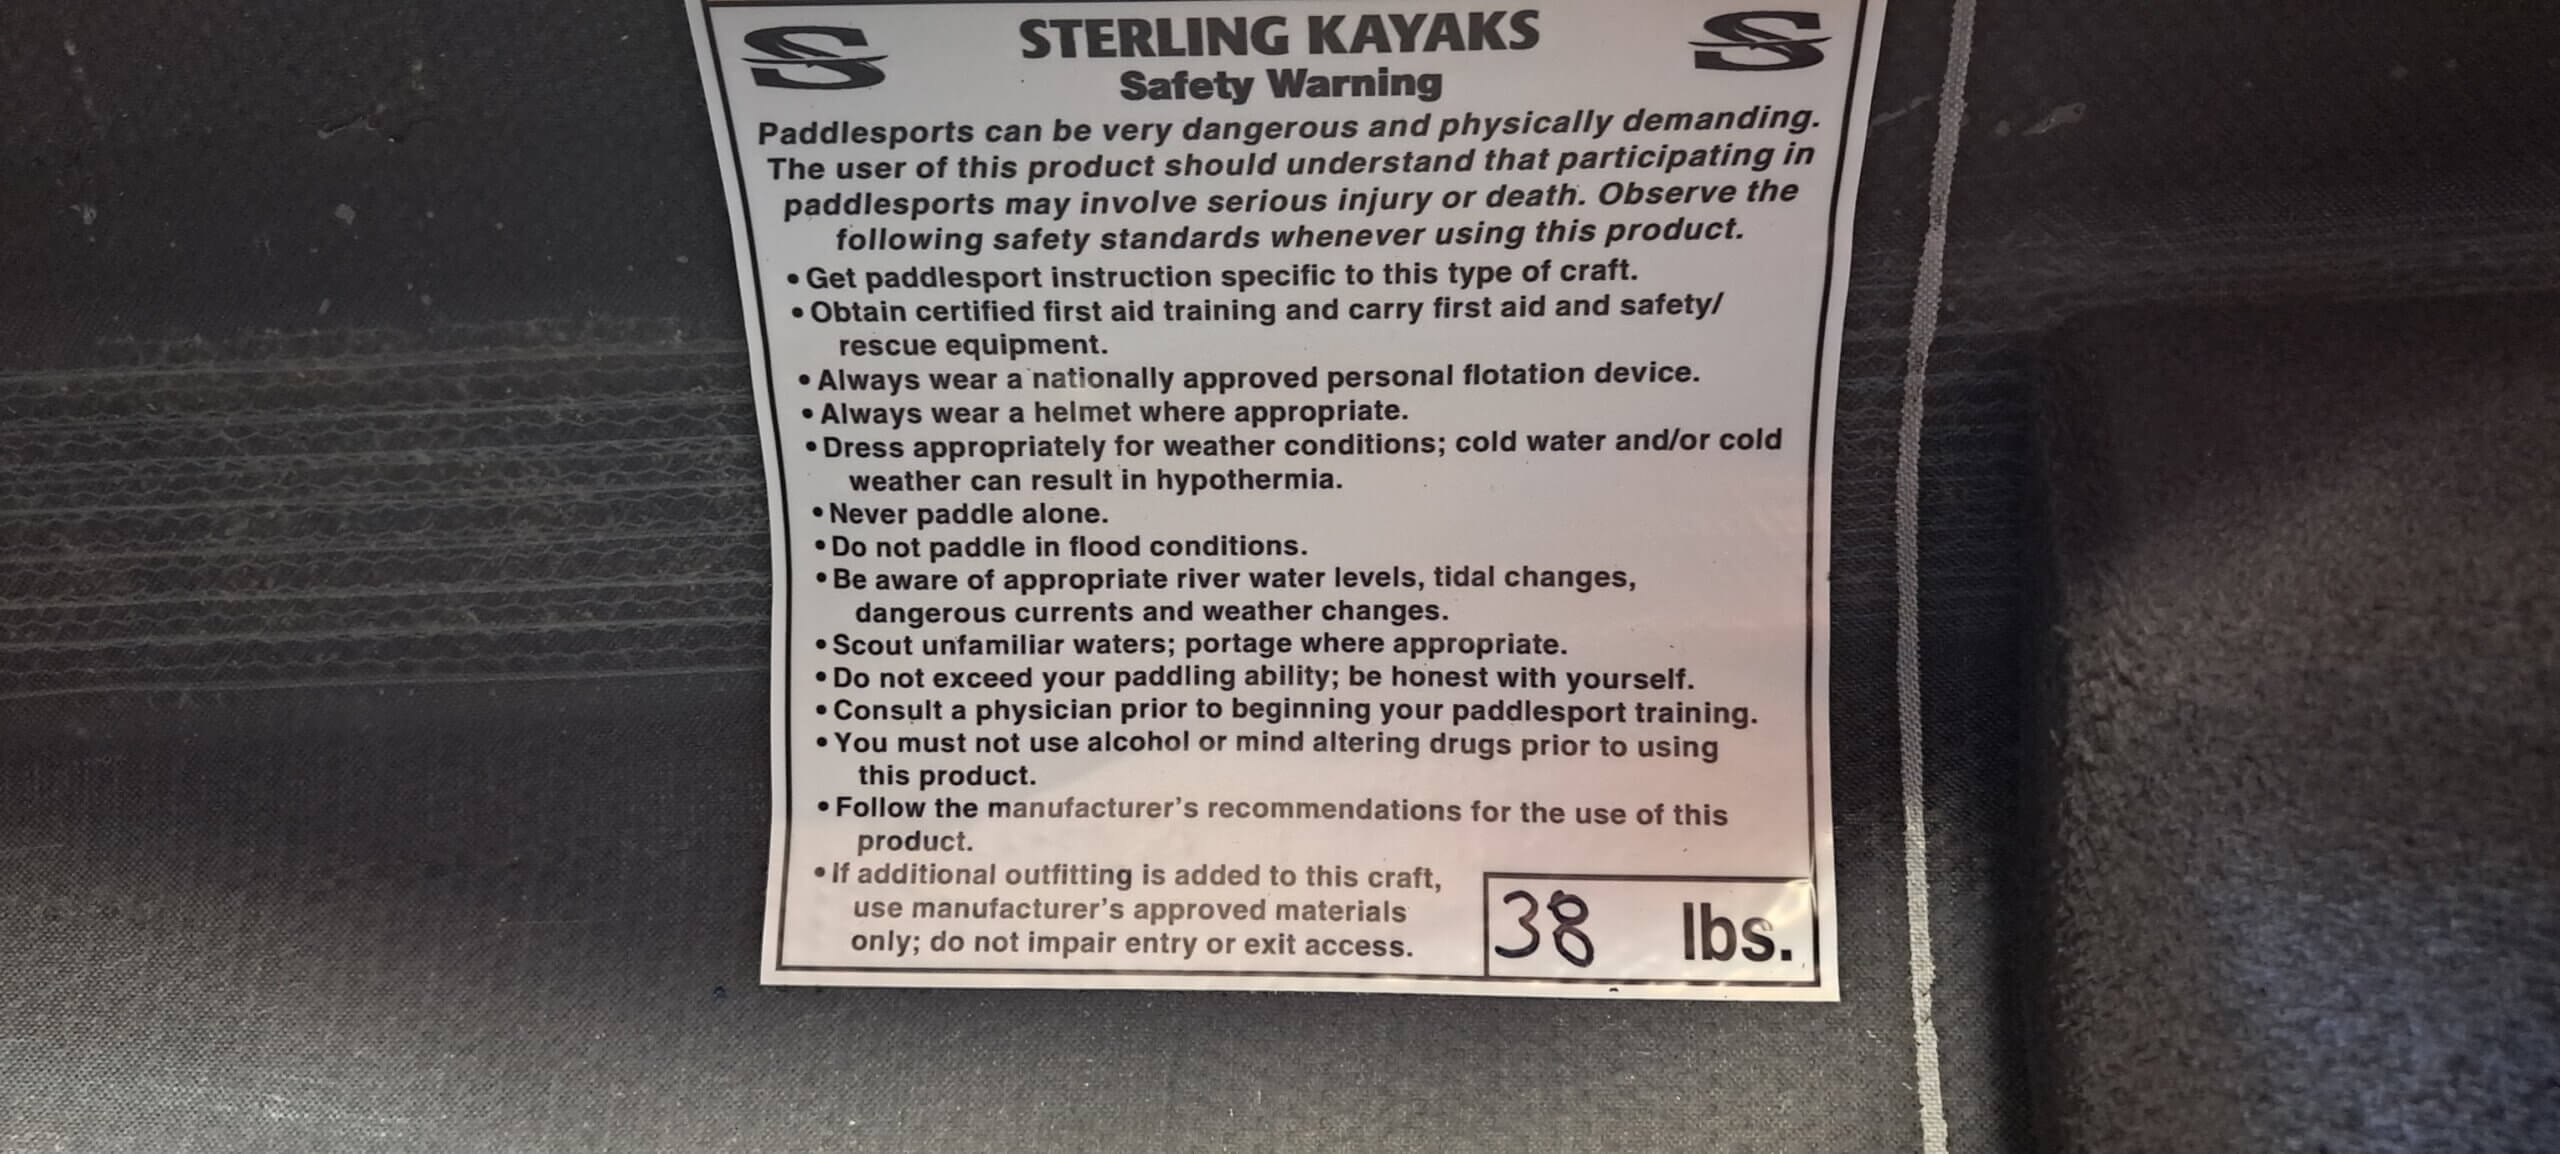 STERLING KAYAKS
Safety Warning
Paddlesports can be very dangerous and physically demanding.
The user of this product should understand that participating in
paddlesports may involve serious injury or death. Observe the
following safety standards whenever using this product.
• Get paddlesport instruction specific to this type of craft.
• Obtain certified first aid training and carry first aid and safety/
rescue equipment.
• Always wear a nationally approved personal flotation device.
• Always wear a helmet where appropriate.
• Dress appropriately for weather conditions; cold water and/or cold
weather can result in hypothermia.
• Never paddle alone.
• Do not paddle in flood conditions.
• Be aware of appropriate river water levels, tidal changes,
dangerous currents and weather changes.
• Scout unfamiliar waters; portage where appropriate.
• Do not exceed your paddling ability; be honest with yourself.
• Consult a physician prior to beginning your paddlesport training.
• You must not use alcohol or mind altering drugs prior to using
this product.
• Follow the manufacturer's recommendations for the use of this
product.
• If additional outfitting is added to this craft,
use manufacturer's approved materials
only; do not impair entry or exit access.
38 lbs.